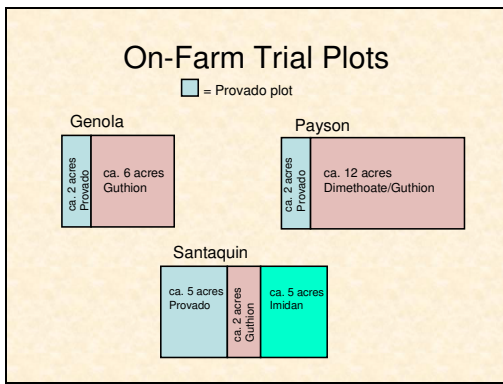 On-Farm Trial Plots
= Provado plot
Genola
ca. 2 acres
Provado
ca. 6 acres
Guthion
Payson
ca. 2 acres
Provado
ca. 12 acres
Dimethoate/Guthion
Santaquin
ca. 5 acres
Provado
ca. 2 acres
Guthion
ca. 5 acres
Imidan